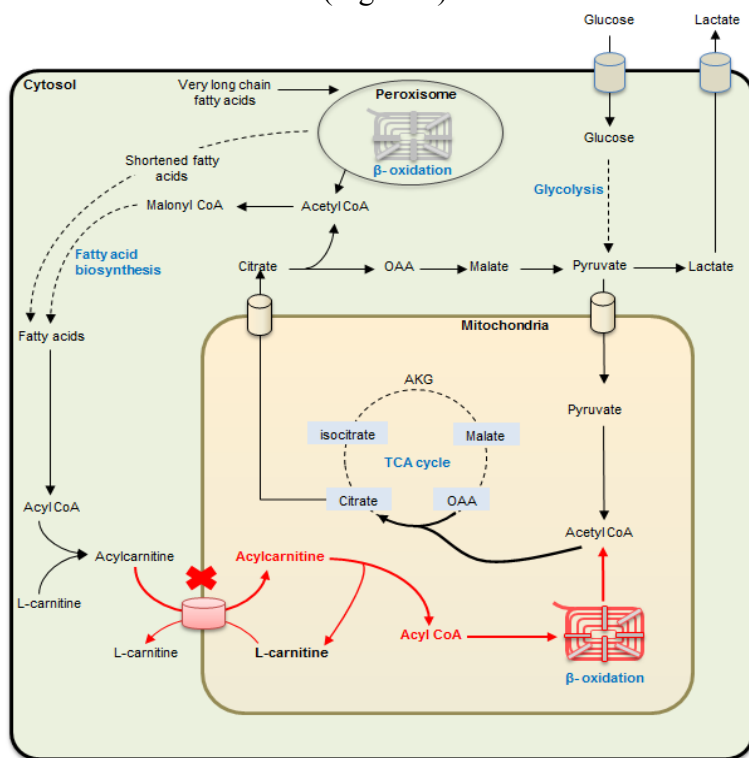 Glucose
Lactate
Cytosol
Very long chain
fatty acids
Peroxisome
β- oxidation
Glucose
Shortened fatty
acids
Glycolysis
Malonyl CoA
Acetyl CoA
Fatty acid
biosynthesis
Citrate
OAA
Malate
Pyruvate
Lactate
Mitochondria
Fatty acids
AKG
Pyruvate
isocitrate
Malate
TCA cycle
Citrate
OAA
Acyl CoA
Acetyl CoA
Acylcarnitine
Acylcarnitine
L-carnitine
Acyl CoA
L-carnitine
L-carnitine
β- oxidation